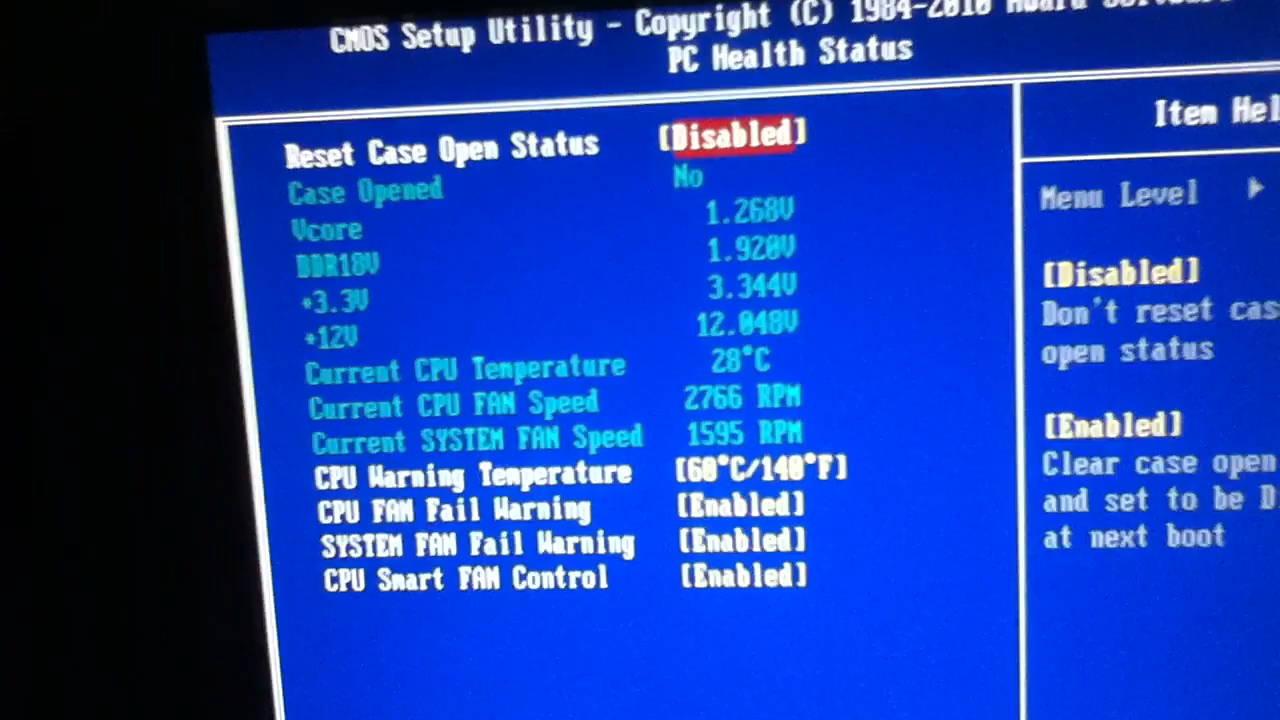 CMOS Setup Utility - Copyright (C) 1984-2010 Award
PC Health Status
Reset Case Open Status [Disabled]
Case Opened No
Vcore 1.268V
DDR18V 1.920V
+3.3V 3.344V
+12V 12.048V
Current CPU Temperature 28°C
Current CPU FAN Speed 2766 RPM
Current SYSTEM FAN Speed 1595 RPM
CPU Warning Temperature [60°C/140°F]
CPU FAN Fail Warning [Enabled]
SYSTEM FAN Fail Warning [Enabled]
CPU Smart FAN Control [Enabled]
Item Hel
Menu Level ▶
[Disabled]
Don't reset cas
open status
[Enabled]
Clear case open
and set to be D
at next boot